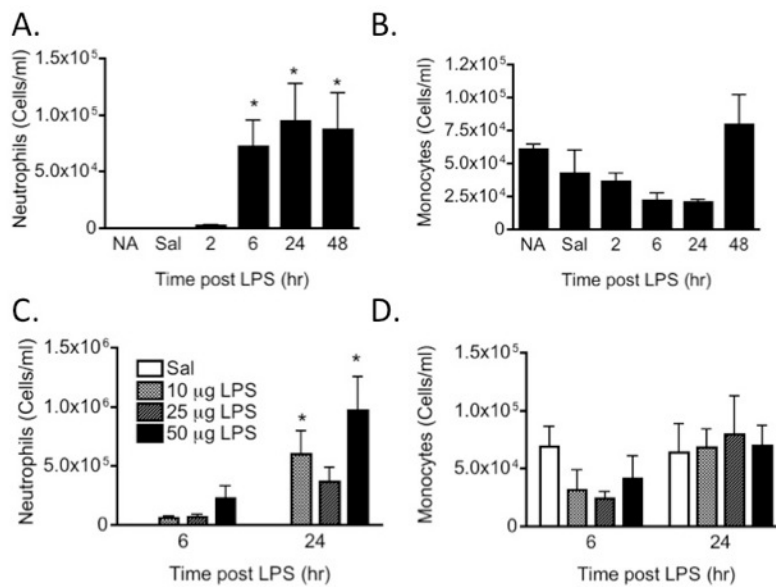 A.
Neutrophils (Cells/ml)
1.5x10⁵
1.0x10⁵
5.0x10⁴
0
* * *
NA Sal 2 6 24 48
Time post LPS (hr)
B.
Monocytes (Cells/ml)
1.2x10⁵
7.5x10⁴
5.0x10⁴
2.5x10⁴
0
NA Sal 2 6 24 48
Time post LPS (hr)
C.
Neutrophils (Cells/ml)
1.5x10⁶
1.0x10⁶
5.0x10⁵
0
Sal
10 µg LPS
25 µg LPS
50 µg LPS
* *
6 24
Time post LPS (hr)
D.
Monocytes (Cells/ml)
1.5x10⁵
1.0x10⁵
5.0x10⁴
0
6 24
Time post LPS (hr)